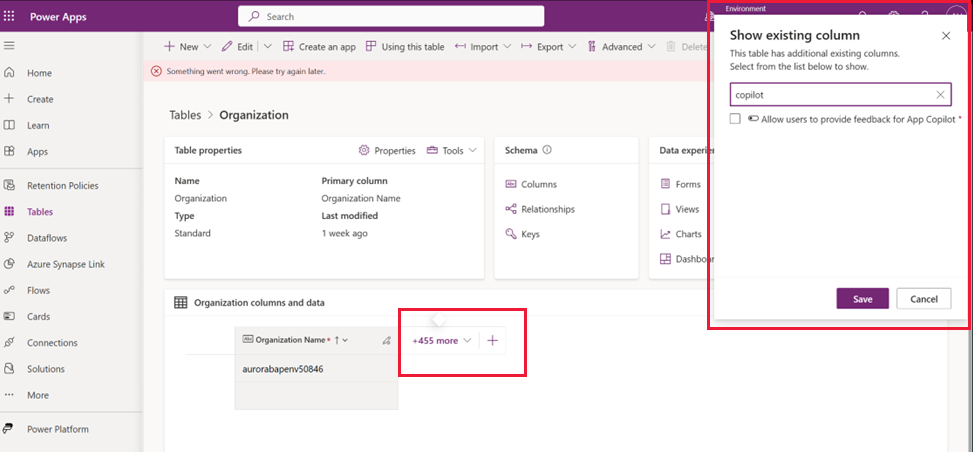 Power Apps
Search
Environment
New
Edit
Create an app
Using this table
Import
Export
Advanced
Delete
Something went wrong. Please try again later.
Home
Create
Learn
Apps
Retention Policies
Tables
Dataflows
Azure Synapse Link
Flows
Cards
Connections
Solutions
More
Power Platform
Tables > Organization
Table properties
Properties
Tools
Name
Organization
Type
Standard
Primary column
Organization Name
Last modified
1 week ago
Schema
Columns
Relationships
Keys
Data experie
Forms
Views
Charts
Dashboar
Organization columns and data
Organization Name *
+455 more
aurorabapenv50846
Show existing column
This table has additional existing columns.
Select from the list below to show.
copilot
Allow users to provide feedback for App Copilot *
Save
Cancel